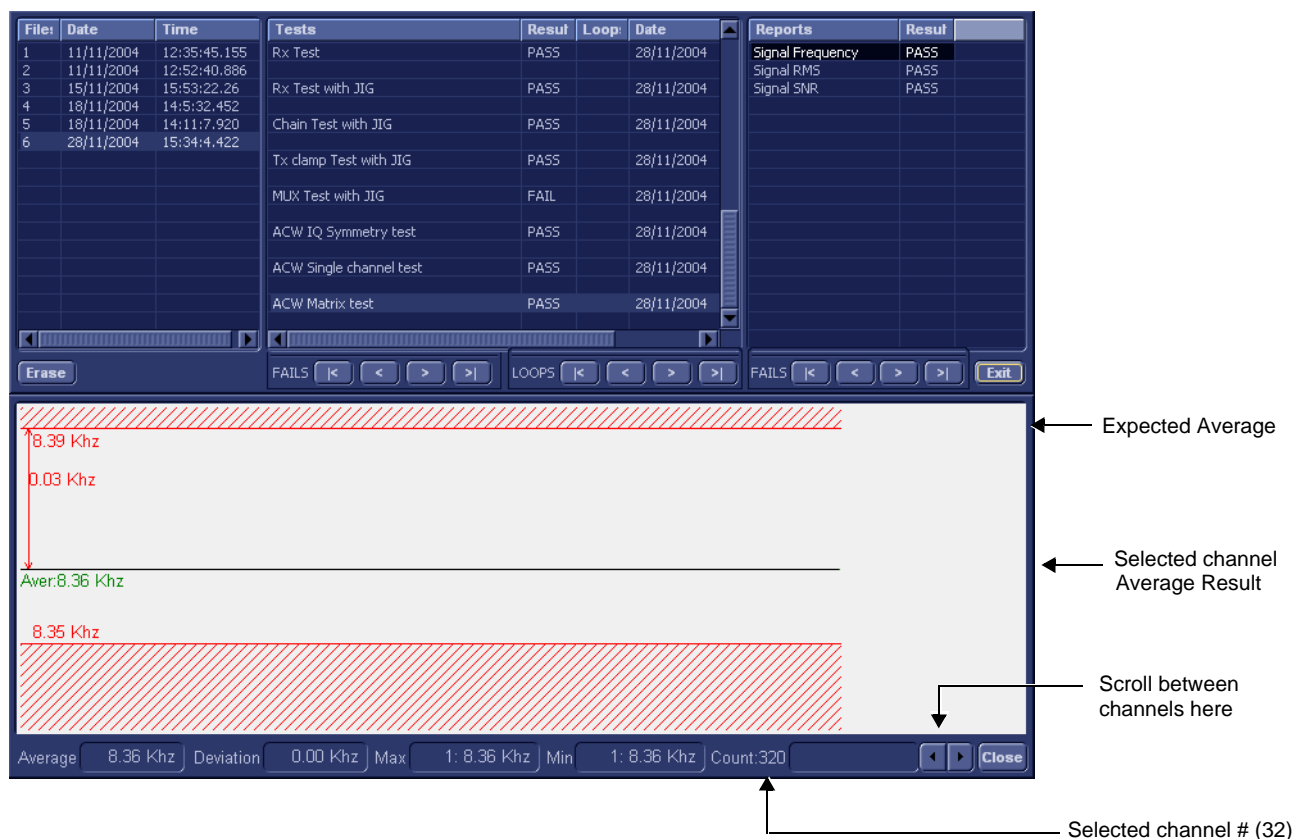 File: Date Time
1 11/11/2004 12:35:45.155
2 11/11/2004 12:52:40.886
3 15/11/2004 15:53:22.26
4 18/11/2004 14:5:32.452
5 18/11/2004 14:11:7.920
6 28/11/2004 15:34:4.422
Erase
Tests Result Loop: Date
Rx Test PASS 28/11/2004
Rx Test with JIG PASS 28/11/2004
Chain Test with JIG PASS 28/11/2004
Tx clamp Test with JIG PASS 28/11/2004
MUX Test with JIG FAIL 28/11/2004
ACW IQ Symmetry test PASS 28/11/2004
ACW Single channel test PASS 28/11/2004
ACW Matrix test PASS 28/11/2004
FAILS |< < > >| LOOPS |< < > >|
Reports Result
Signal Frequency PASS
Signal RMS PASS
Signal SNR PASS
FAILS |< < > >| Exit
8.39 Khz
0.03 Khz
Aver:8.36 Khz
8.35 Khz
Average 8.36 Khz Deviation 0.00 Khz Max 1: 8.36 Khz Min 1: 8.36 Khz Count:320 Close
Expected Average
Selected channel
Average Result
Scroll between
channels here
Selected channel # (32)